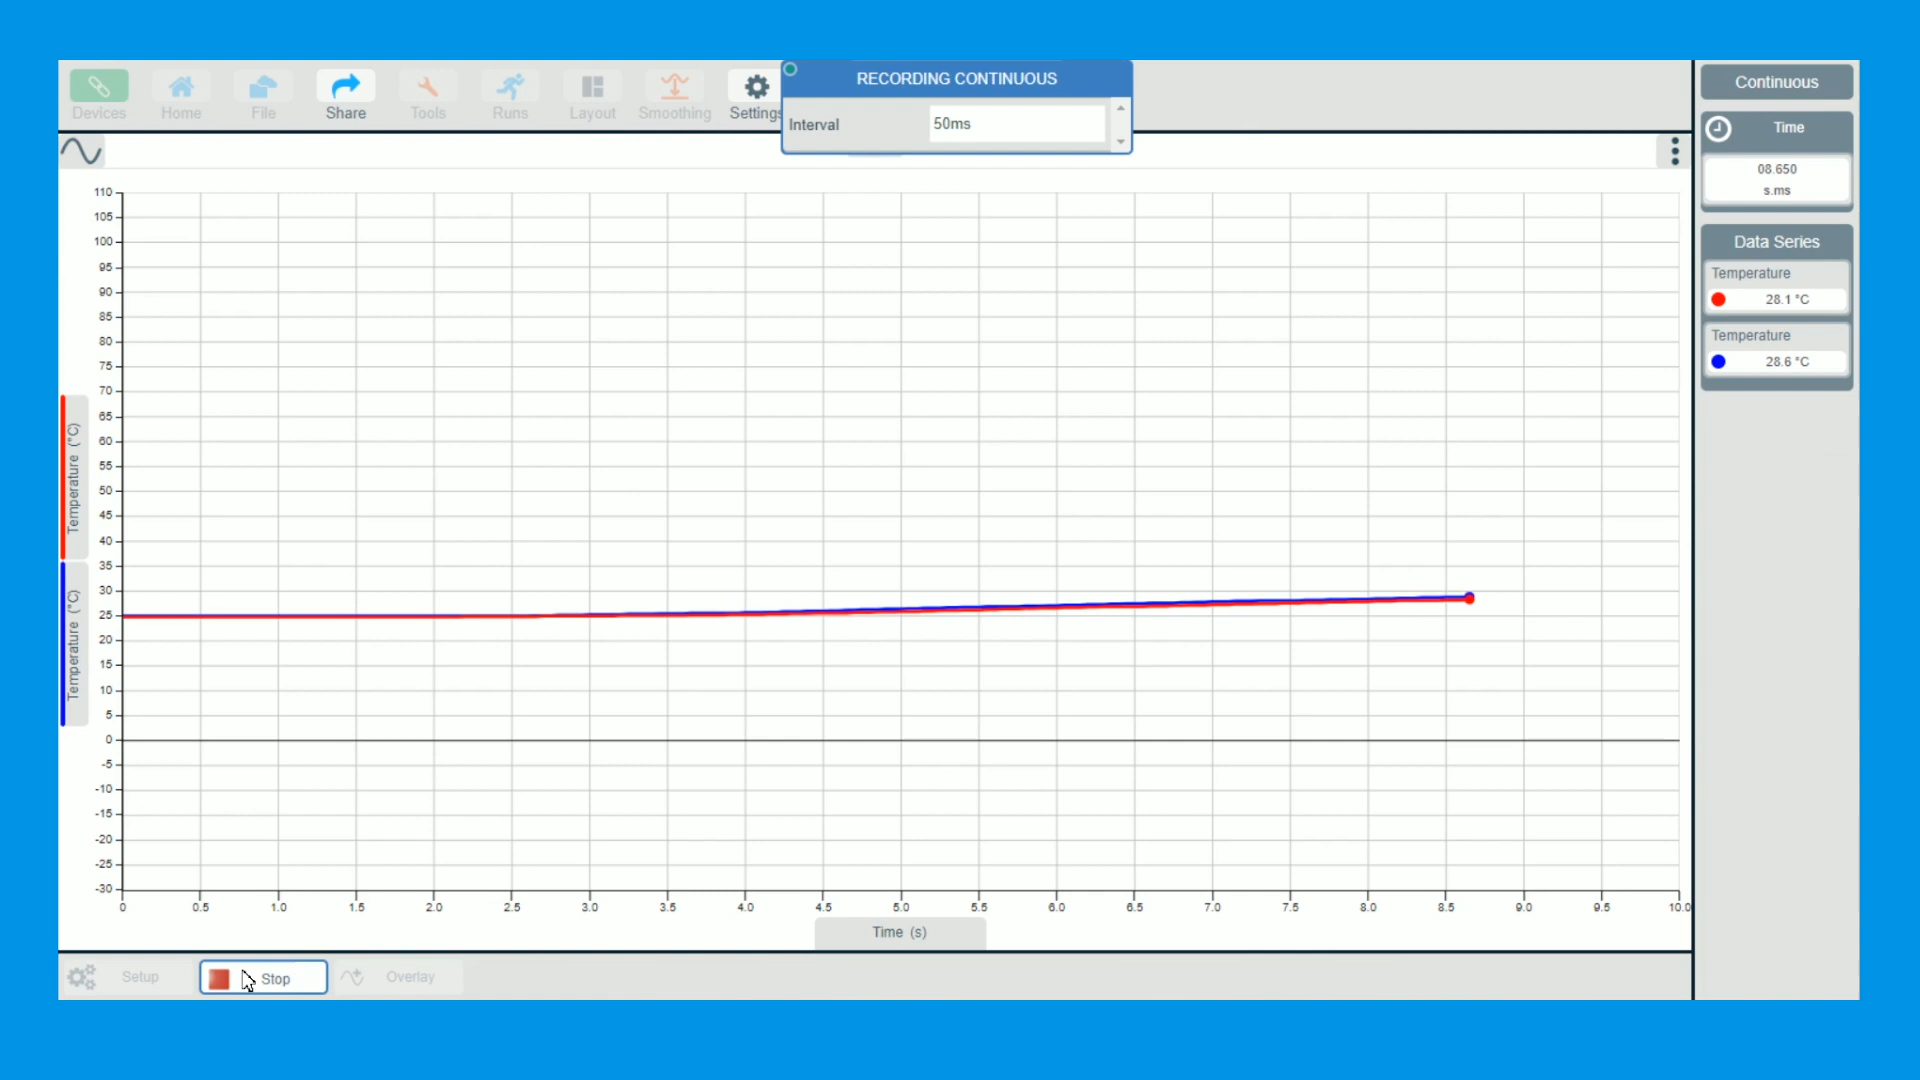 RECORDING CONTINUOUS
Interval 50ms
Devices Home File Share Tools Runs Layout Smoothing Settings
Continuous
Time
08.650
s.ms
Data Series
Temperature
28.1 °C
Temperature
28.6 °C
110
105
100
95
90
85
80
75
70
65
60
55
50
45
40
35
30
25
20
15
10
5
0
-5
-10
-15
-20
-25
-30
Temperature (°C)
Temperature (°C)
0 0.5 1.0 1.5 2.0 2.5 3.0 3.5 4.0 4.5 5.0 5.5 6.0 6.5 7.0 7.5 8.0 8.5 9.0 9.5 10.0
Time (s)
Setup Stop Overlay